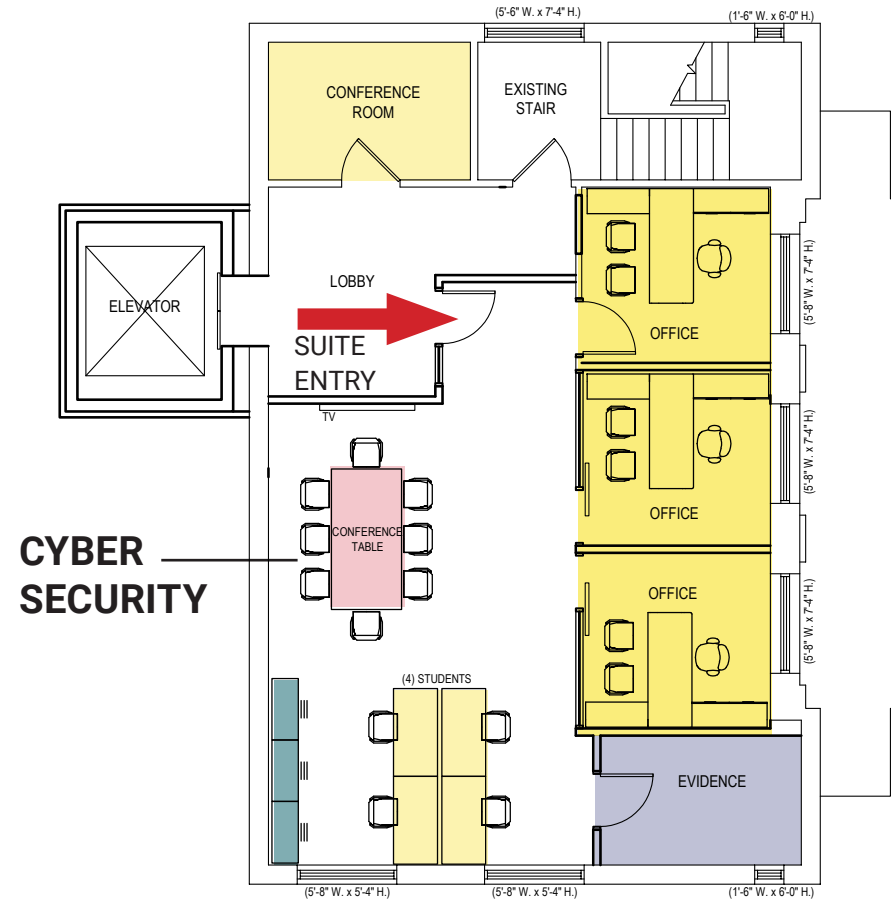 (5'-6" W. x 7'-4" H.)
(1'-6" W. x 6'-0" H.)
CONFERENCE
ROOM
EXISTING
STAIR
ELEVATOR
LOBBY
SUITE
ENTRY
OFFICE
(5'-8" W. x 7'-4" H.)
TV
CONFERENCE
TABLE
OFFICE
(5'-8" W. x 7'-4" H.)
CYBER
SECURITY
OFFICE
(5'-8" W. x 7'-4" H.)
(4) STUDENTS
EVIDENCE
(5'-8" W. x 5'-4" H.)
(5'-8" W. x 5'-4" H.)
(1'-6" W. x 6'-0" H.)